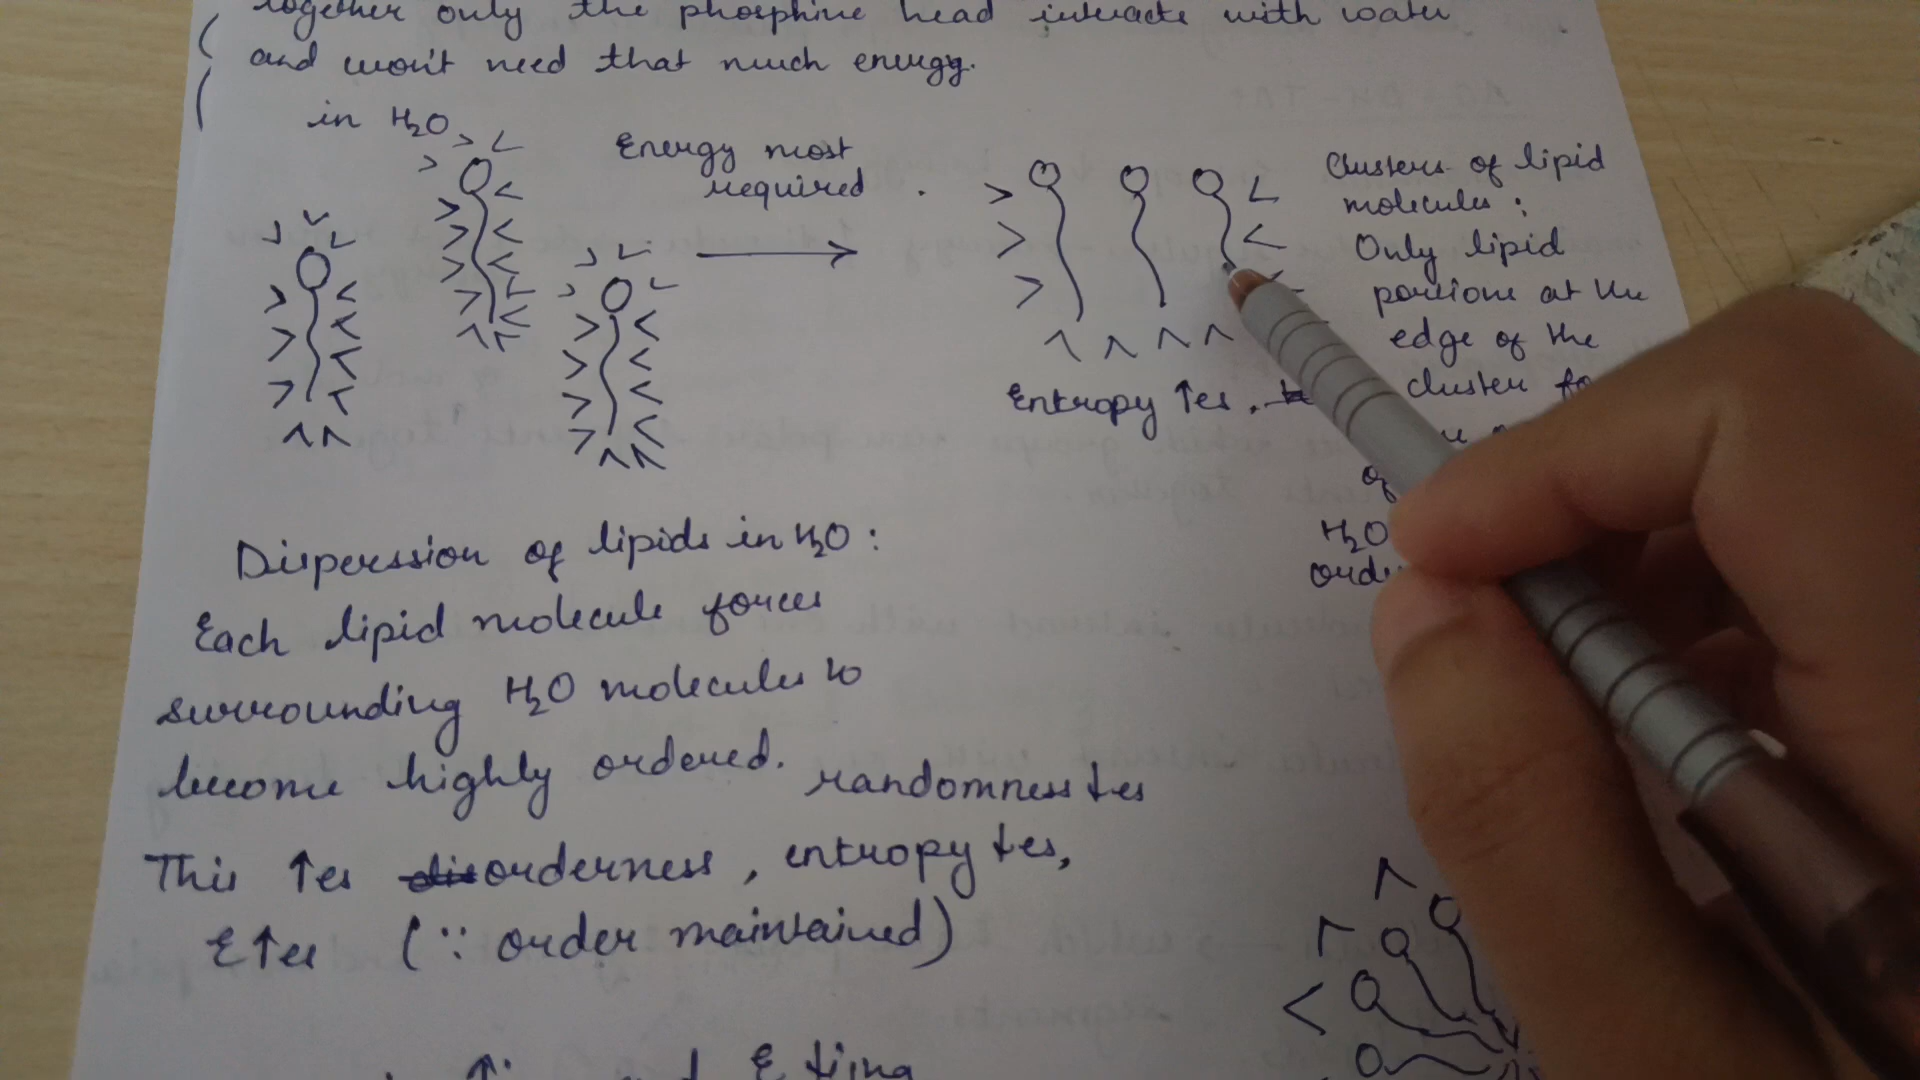 together only the phosphine head interacts with water
and won't need that much energy.
in H2O
Energy most
required.
Clusters of lipid
molecules:
Only lipid
portions at the
edge of the
cluster
of
H2O
Entropy ↑es.
Disperssion of lipids in H2O:
Each lipid molecule forces
surrounding H2O molecules to
become highly ordered.
randomness ↓es
This ↑es orderness, entropy ↓es,
E↑es (∵ order maintained)